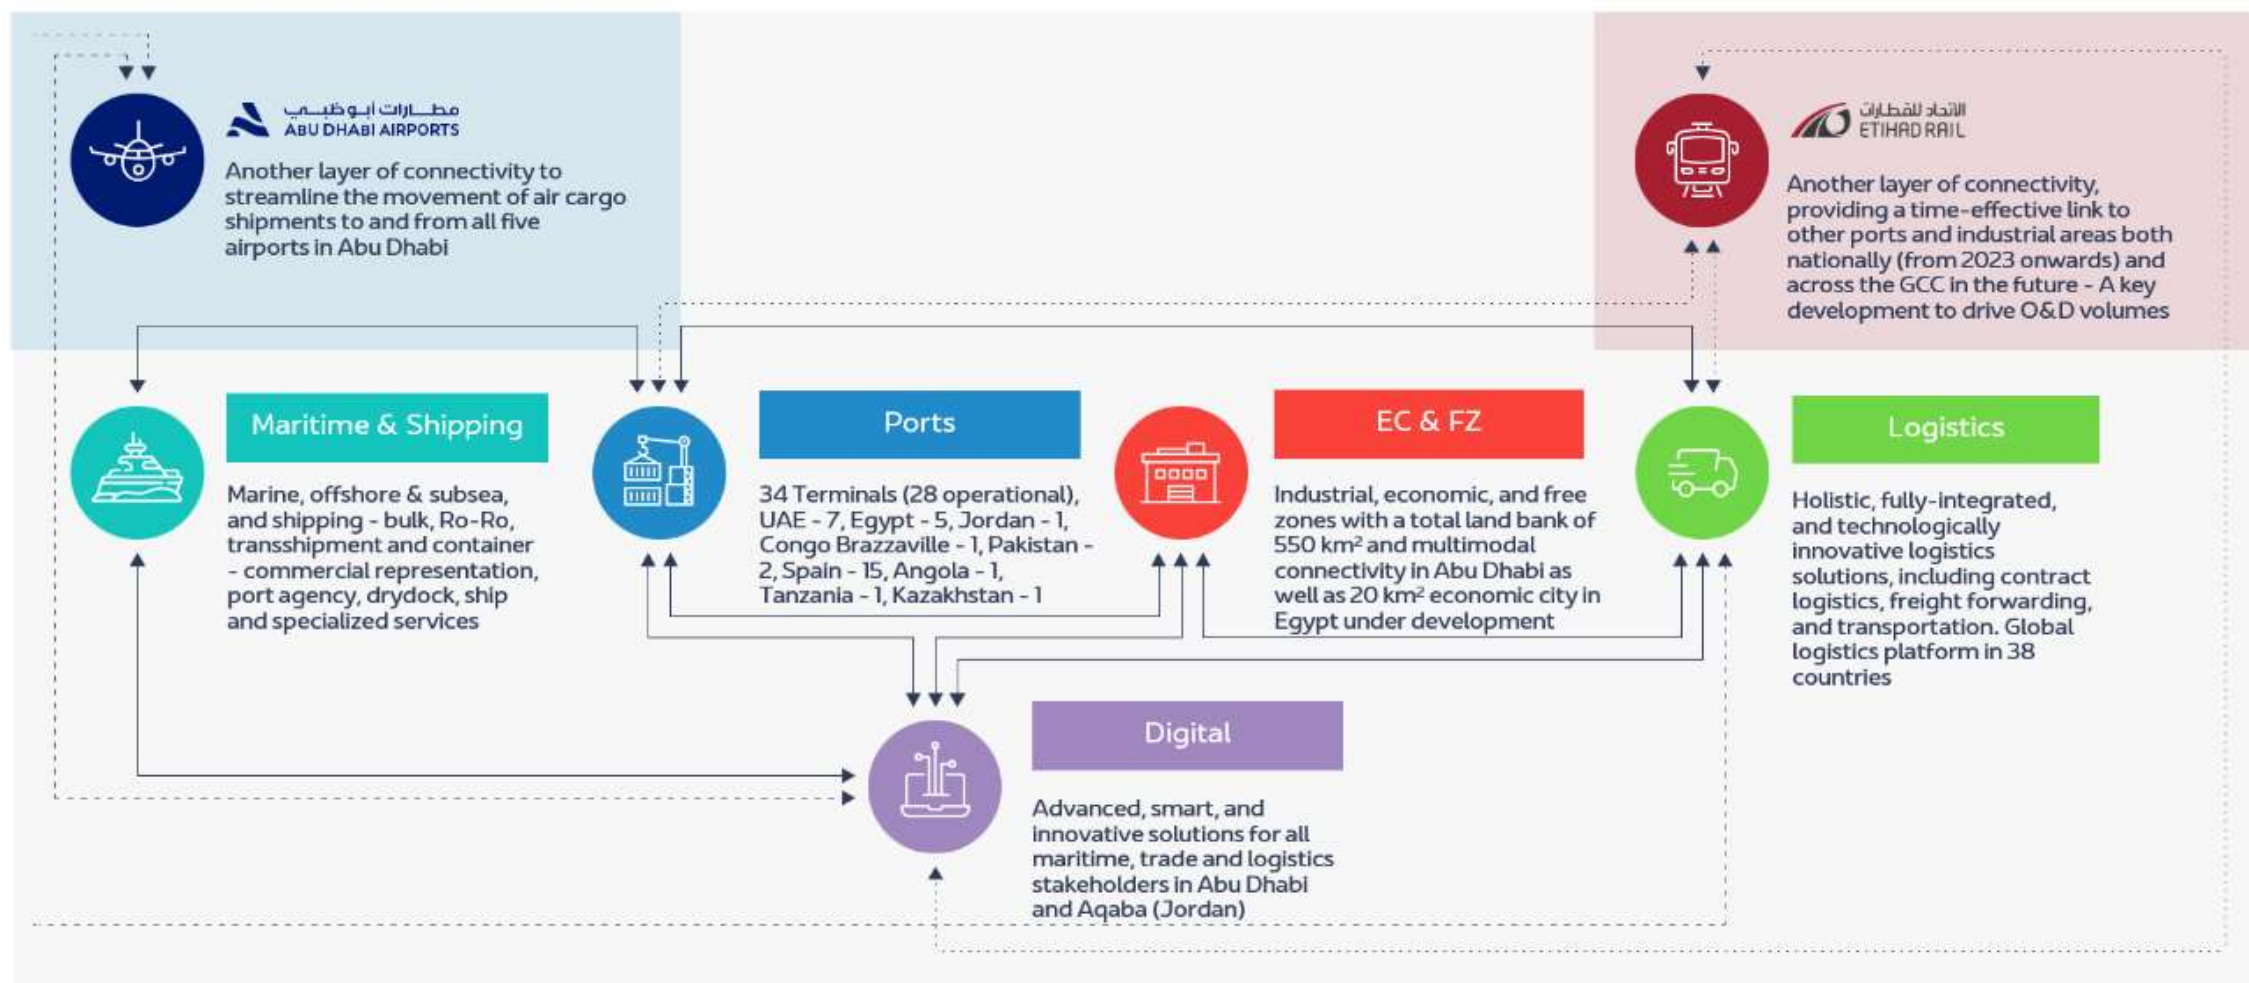 مطارات أبوظبي
ABU DHABI AIRPORTS
Another layer of connectivity to
streamline the movement of air cargo
shipments to and from all five
airports in Abu Dhabi
الاتحاد للقطارات
ETIHAD RAIL
Another layer of connectivity,
providing a time-effective link to
other ports and industrial areas both
nationally (from 2023 onwards) and
across the GCC in the future - A key
development to drive O&D volumes
Maritime & Shipping
Marine, offshore & subsea,
and shipping - bulk, Ro-Ro,
transshipment and container
- commercial representation,
port agency, drydock, ship
and specialized services
Ports
34 Terminals (28 operational),
UAE - 7, Egypt - 5, Jordan - 1,
Congo Brazzaville - 1, Pakistan -
2, Spain - 15, Angola - 1,
Tanzania - 1, Kazakhstan - 1
EC & FZ
Industrial, economic, and free
zones with a total land bank of
550 km² and multimodal
connectivity in Abu Dhabi as
well as 20 km² economic city in
Egypt under development
Logistics
Holistic, fully-integrated,
and technologically
innovative logistics
solutions, including contract
logistics, freight forwarding,
and transportation. Global
logistics platform in 38
countries
Digital
Advanced, smart, and
innovative solutions for all
maritime, trade and logistics
stakeholders in Abu Dhabi
and Aqaba (Jordan)